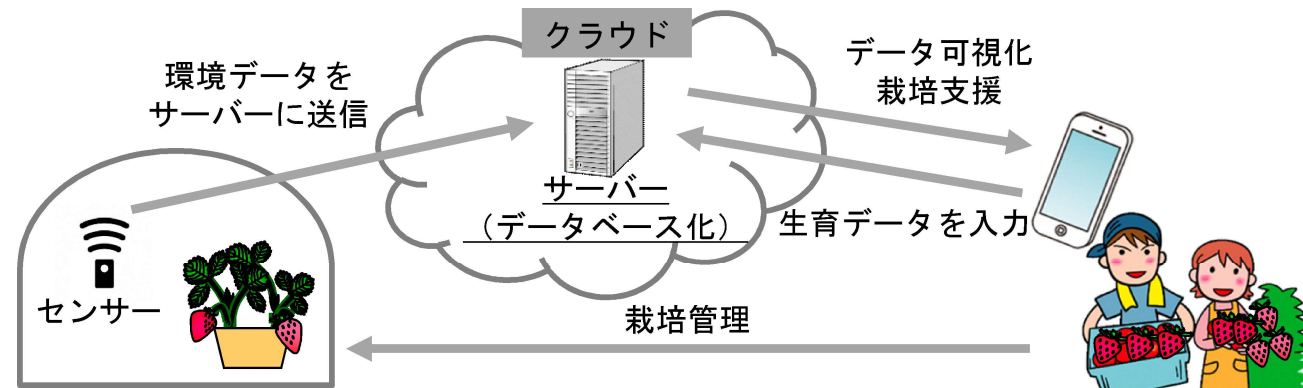 クラウド
環境データを
サーバーに送信
データ可視化
栽培支援
サーバー
（データベース化）
生育データを入力
センサー
栽培管理